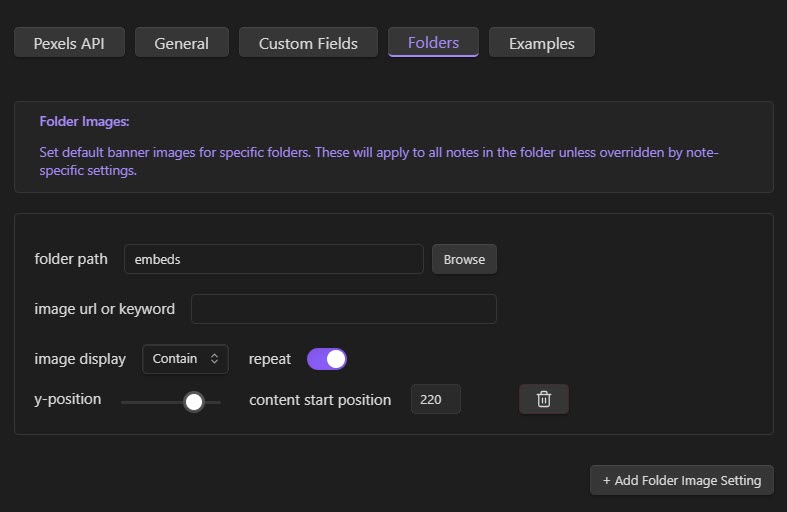 Pexels API General Custom Fields Folders Examples
Folder Images:
Set default banner images for specific folders. These will apply to all notes in the folder unless overridden by note-
specific settings.
folder path embeds Browse
image url or keyword
image display Contain repeat
y-position content start position 220
+ Add Folder Image Setting